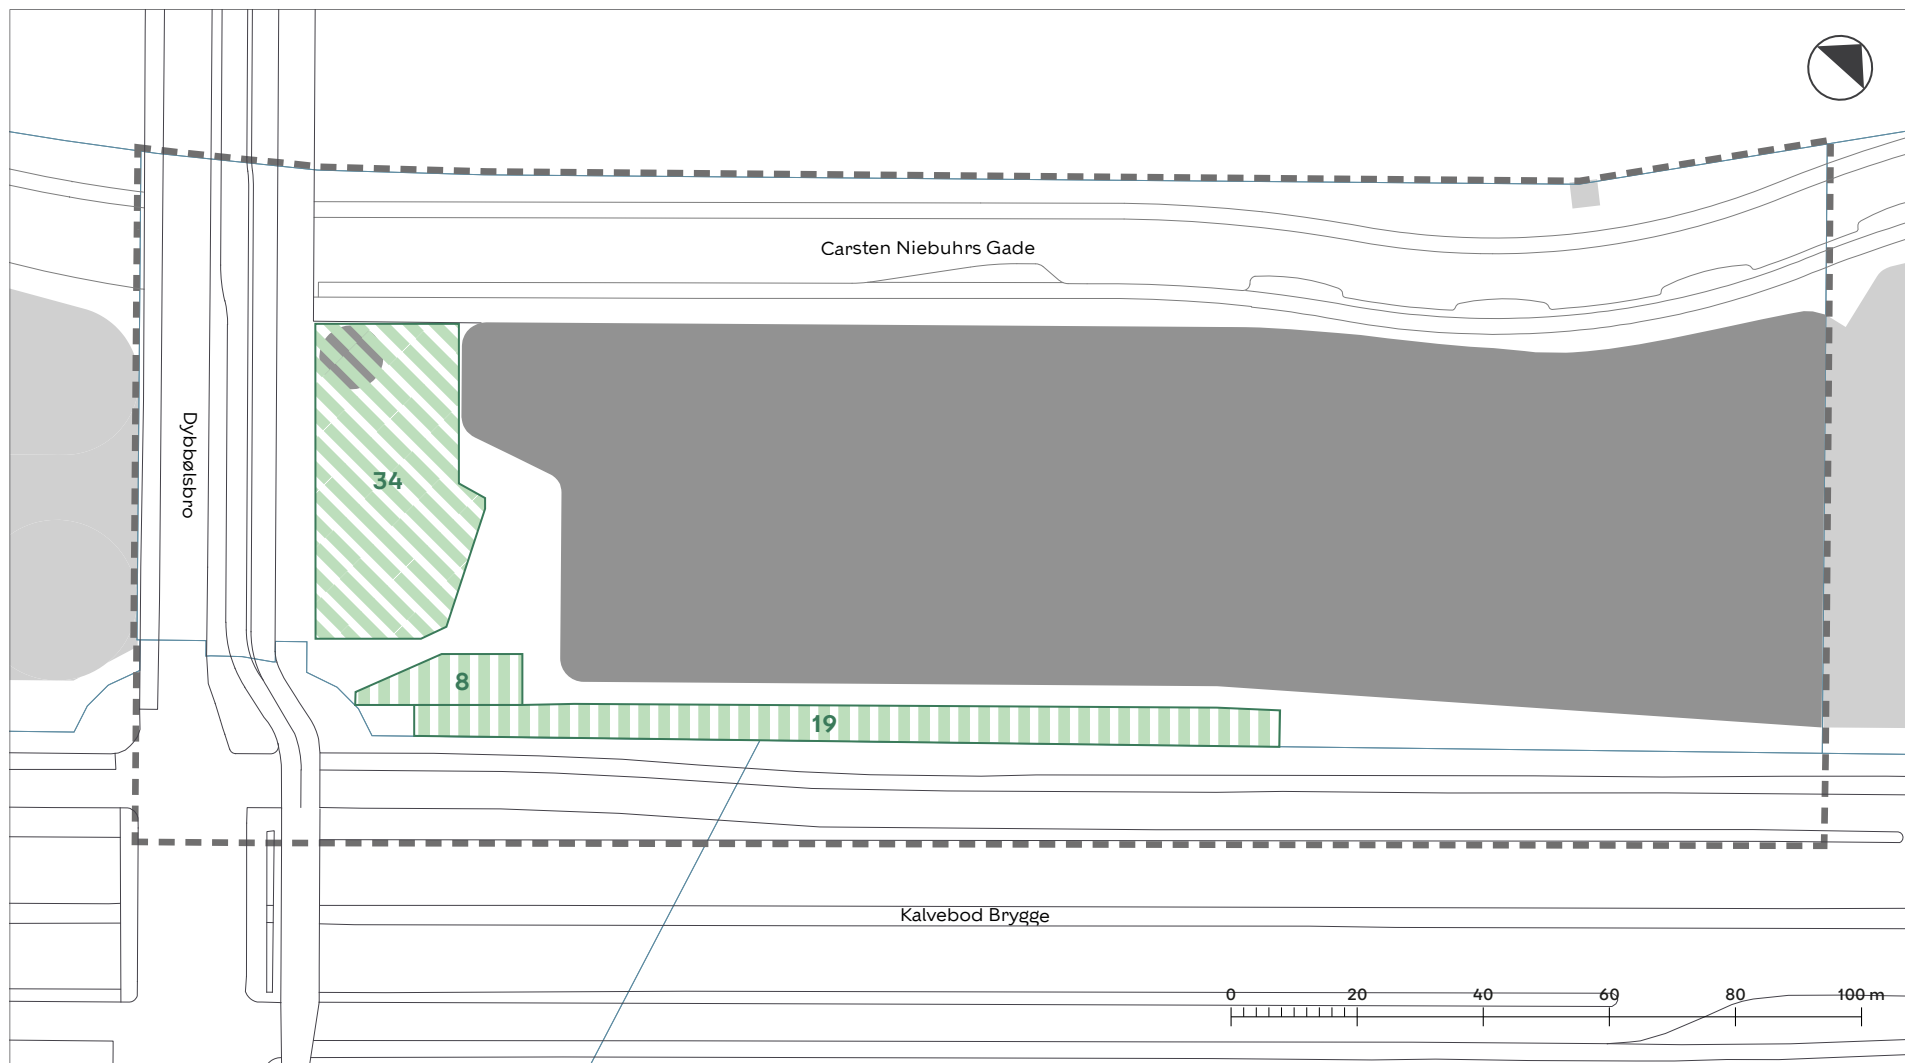 Carsten Niebuhrs Gade
Dybbølsbro
34
8
19
Kalvebod Brygge
0 20 40 60 80 100 m